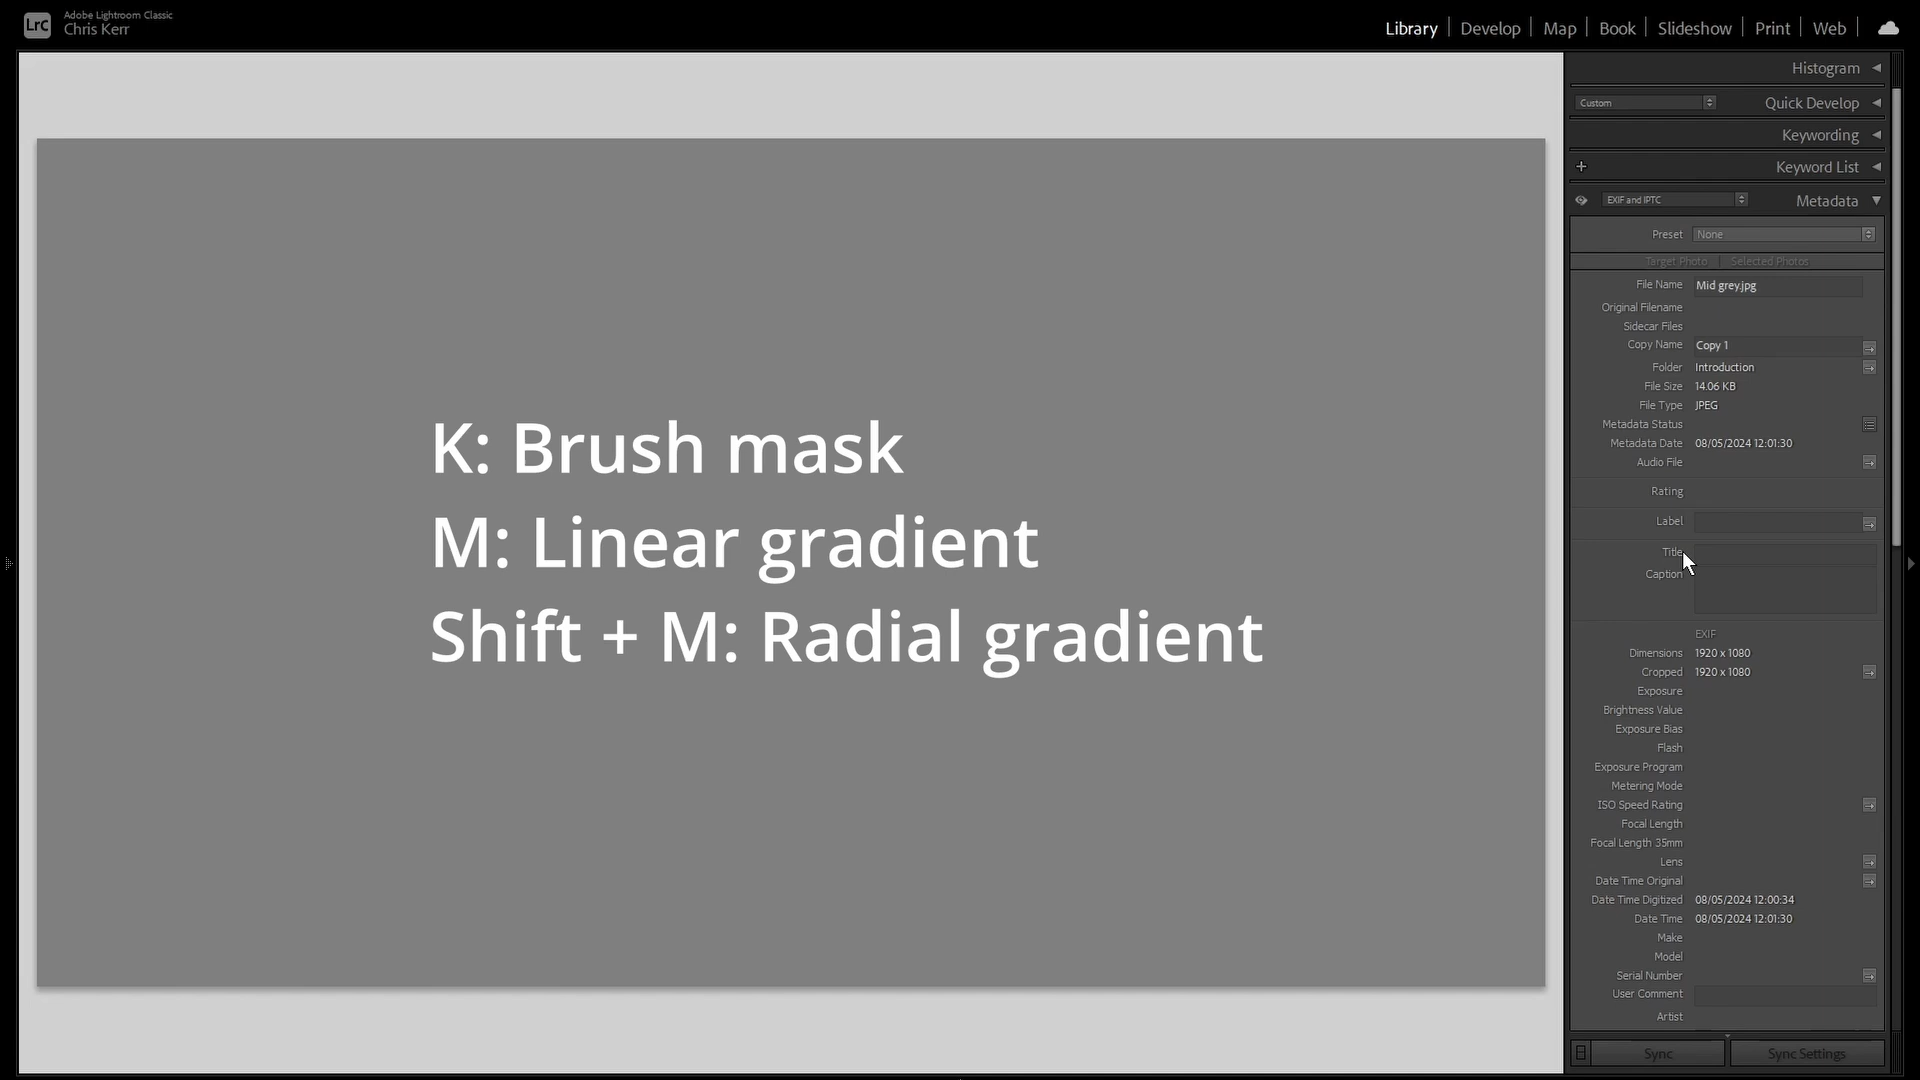 LrC
Adobe Lightroom Classic
Chris Kerr
Library | Develop | Map | Book | Slideshow | Print | Web |
Histogram
Custom Quick Develop
Keywording
+ Keyword List
EXIF and IPTC Metadata
Preset None
Target Photo Selected Photos
File Name Mid grey.jpg
Original Filename
Sidecar Files
Copy Name Copy 1
Folder Introduction
File Size 14.06 KB
File Type JPEG
Metadata Status
Metadata Date 08/05/2024 12:01:30
Audio File
Rating
Label
Title
Caption
EXIF
Dimensions 1920 x 1080
Cropped 1920 x 1080
Exposure
Brightness Value
Exposure Bias
Flash
Exposure Program
Metering Mode
ISO Speed Rating
Focal Length
Focal Length 35mm
Lens
Date Time Original
Date Time Digitized 08/05/2024 12:00:34
Date Time 08/05/2024 12:01:30
Make
Model
Serial Number
User Comment
Artist
Sync Sync Settings
K: Brush mask
M: Linear gradient
Shift + M: Radial gradient